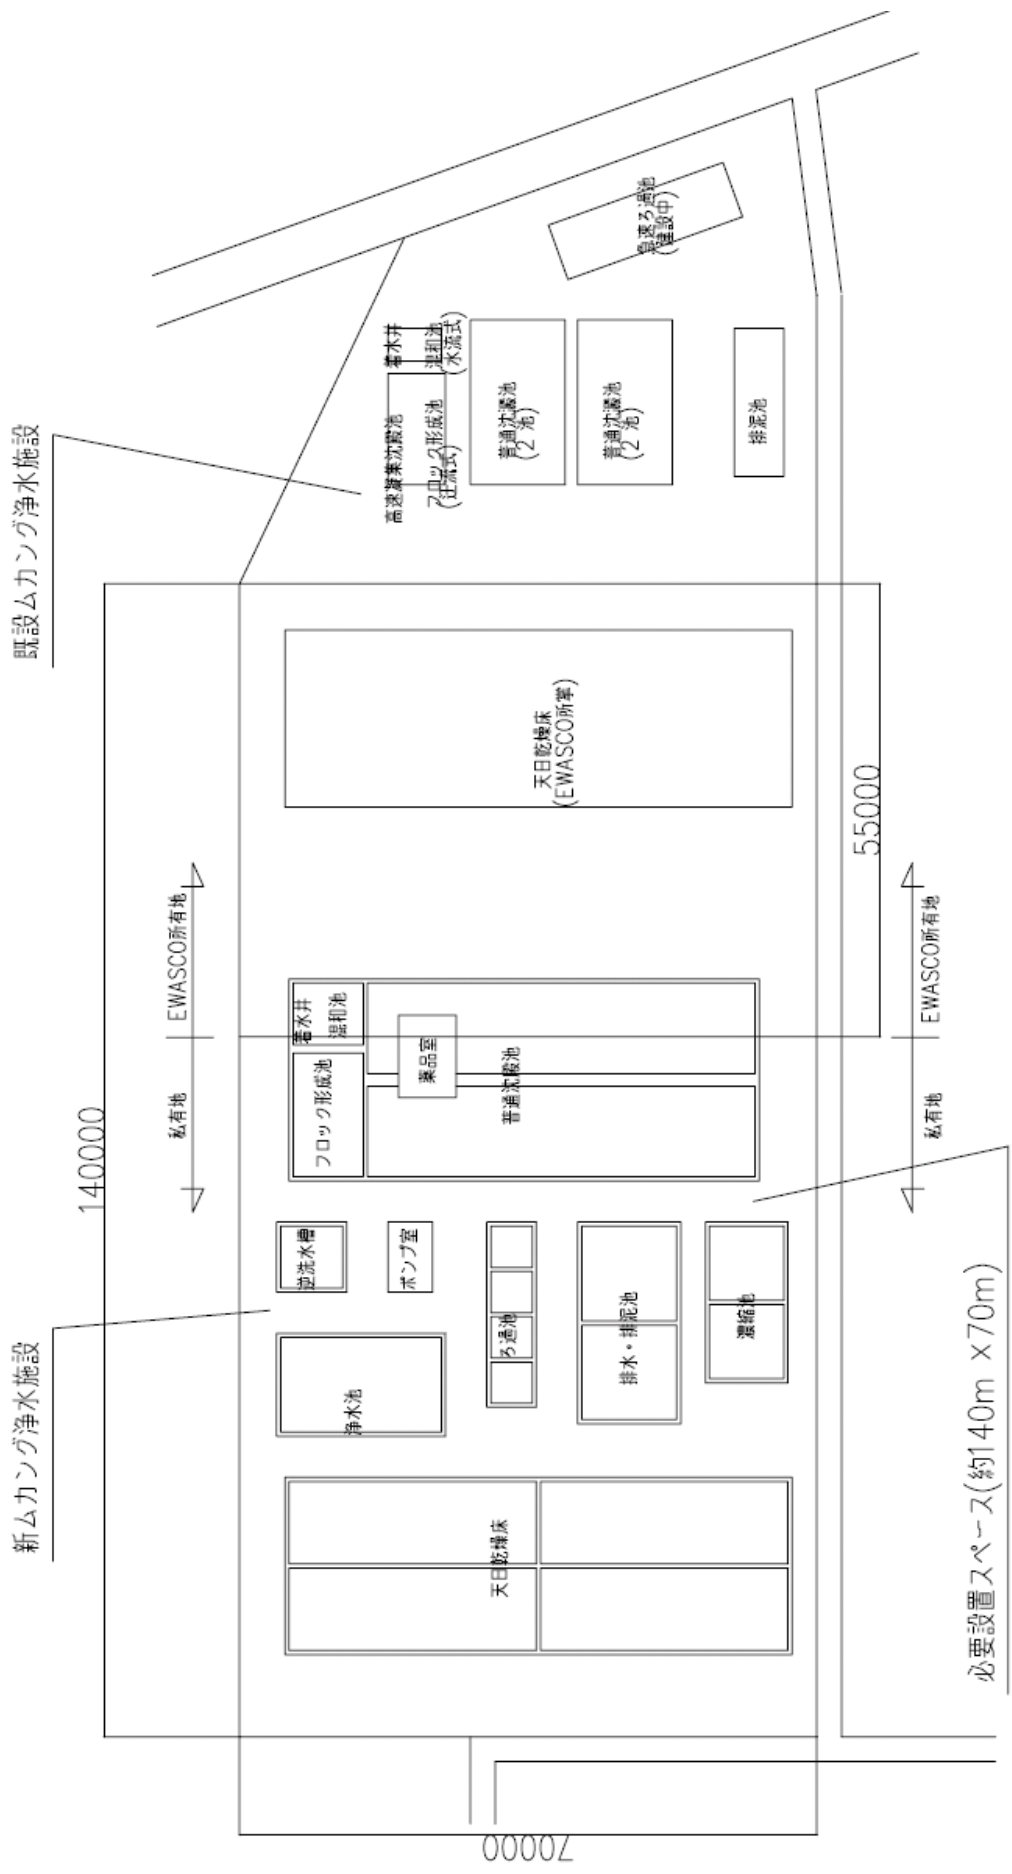 既設ムカング浄水施設
急速ろ過池
(建設中)
着水井
混和池
(水流式)
高速凝集沈澱池
フロック形成池
(迂流式)
普通沈澱池
(2 池)
普通沈澱池
(2 池)
排泥池
天日乾燥床
(EWASCO所掌)
55000
140000
EWASCO所有地
私有地
EWASCO所有地
私有地
着水井
混和池
フロック形成池
薬品室
普通沈澱池
逆洗水槽
ポンプ室
ろ過池
排水・排泥池
濃縮池
浄水池
新ムカング浄水施設
天日乾燥床
必要設置スペース(約140m ×70m)
70000